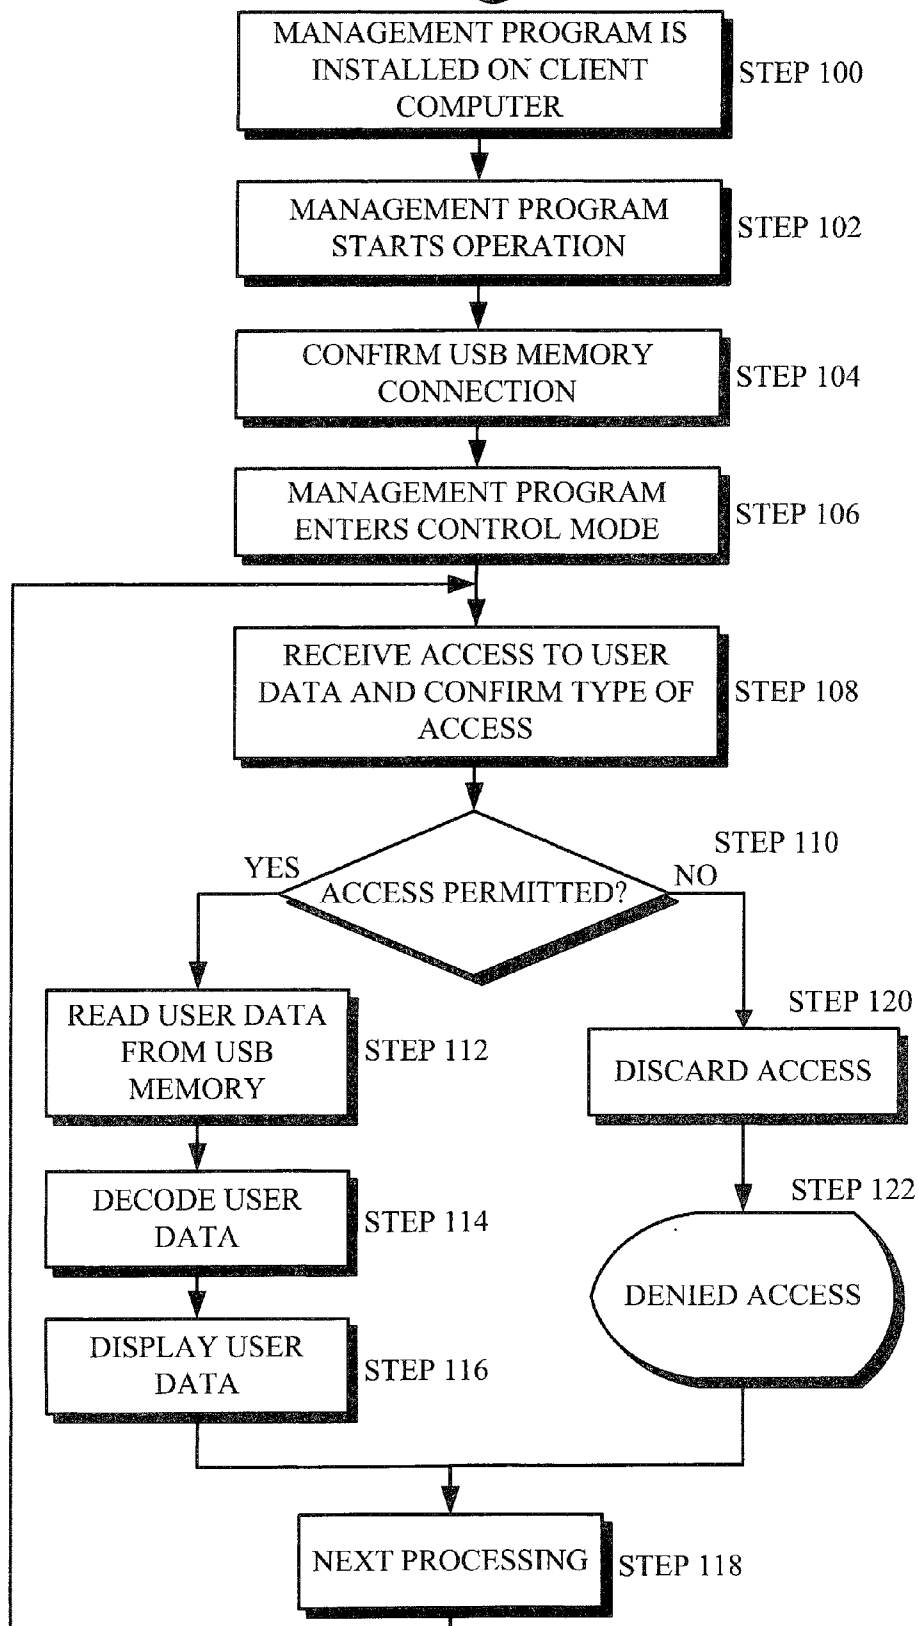 MANAGEMENT PROGRAM IS
INSTALLED ON CLIENT
COMPUTER
STEP 100
MANAGEMENT PROGRAM
STARTS OPERATION
STEP 102
CONFIRM USB MEMORY
CONNECTION
STEP 104
MANAGEMENT PROGRAM
ENTERS CONTROL MODE
STEP 106
RECEIVE ACCESS TO USER
DATA AND CONFIRM TYPE OF
ACCESS
STEP 108
STEP 110
YES
ACCESS PERMITTED?
NO
READ USER DATA
FROM USB
MEMORY
STEP 112
STEP 120
DISCARD ACCESS
DECODE USER
DATA
STEP 114
STEP 122
DENIED ACCESS
DISPLAY USER
DATA
STEP 116
NEXT PROCESSING
STEP 118